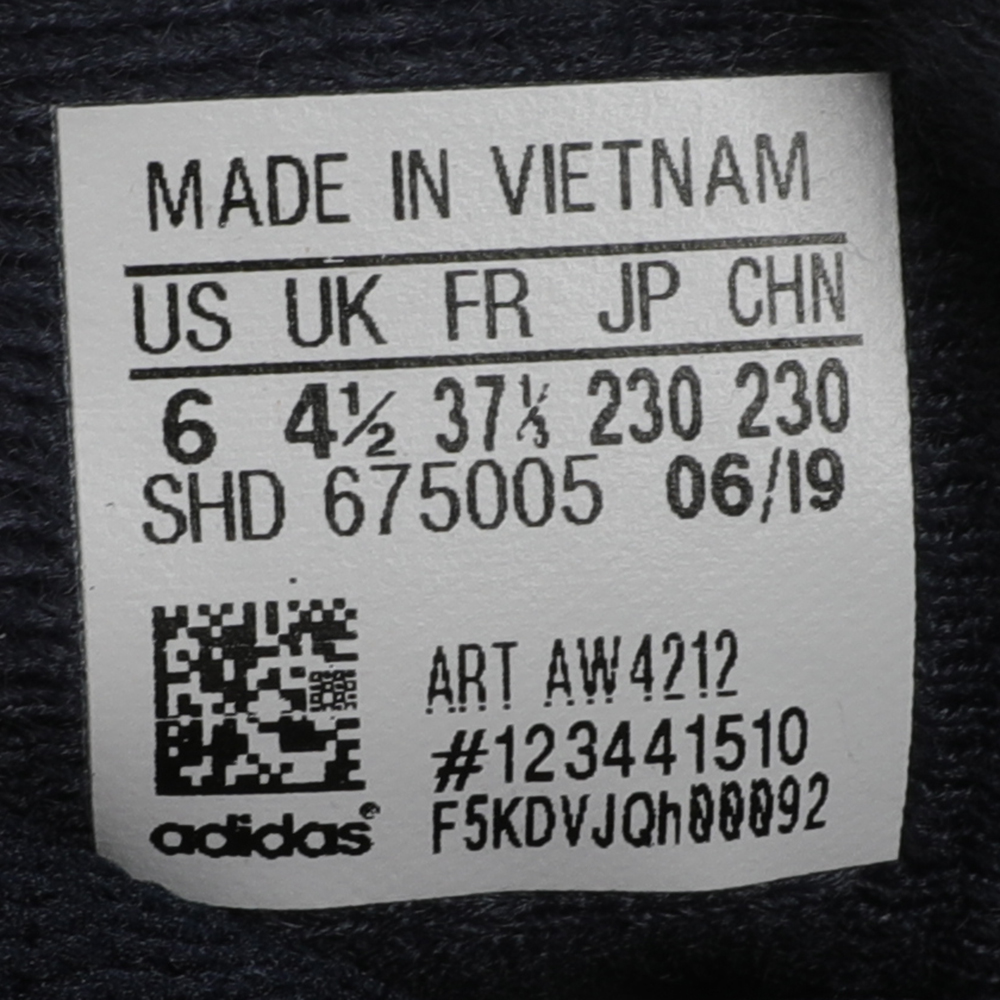 MADE IN VIETNAM
US UK FR JP CHN
6 4½ 37⅓ 230 230
SHD 675005 06/19
ART AW4212
#123441510
F5KDVJQh00092
adidas®